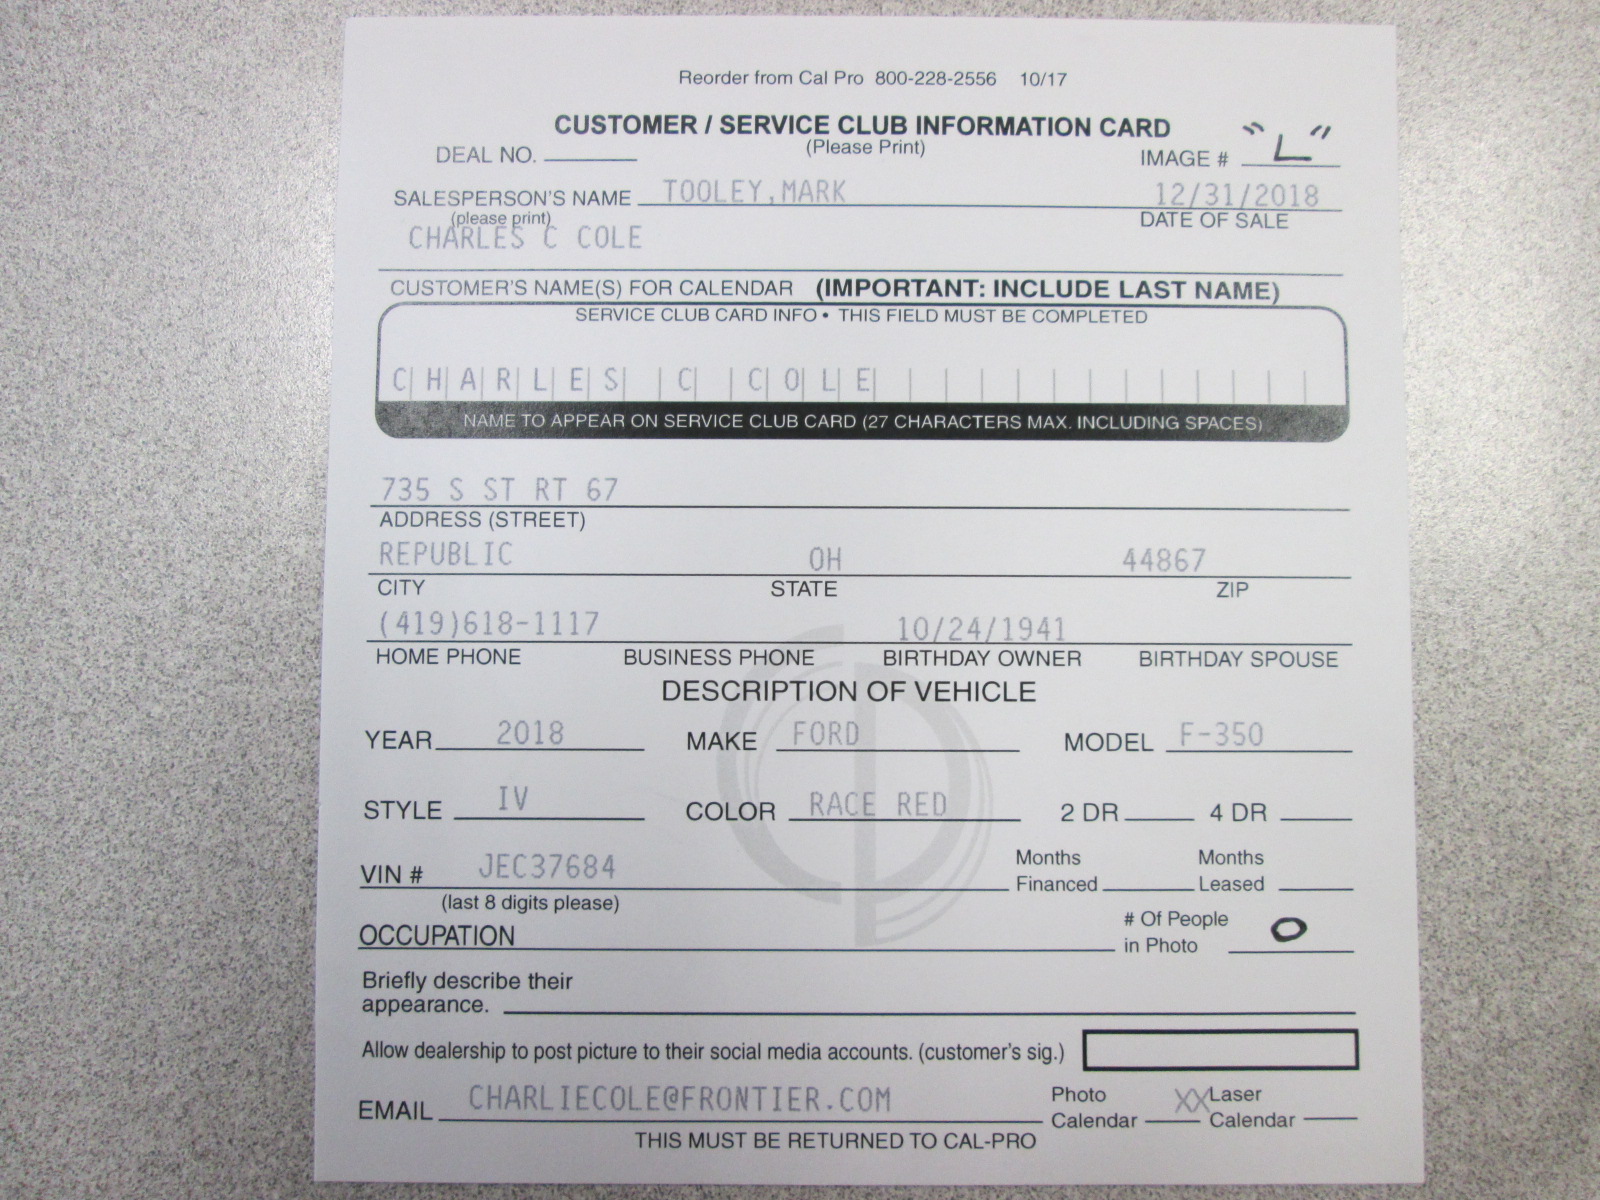 Reorder from Cal Pro 800-228-2556 10/17
CUSTOMER / SERVICE CLUB INFORMATION CARD
(Please Print)
DEAL NO. IMAGE # "L"
SALESPERSON'S NAME TOOLEY,MARK 12/31/2018
(please print) DATE OF SALE
CHARLES C COLE
CUSTOMER'S NAME(S) FOR CALENDAR (IMPORTANT: INCLUDE LAST NAME)
SERVICE CLUB CARD INFO • THIS FIELD MUST BE COMPLETED
CHARLES C COLE
NAME TO APPEAR ON SERVICE CLUB CARD (27 CHARACTERS MAX. INCLUDING SPACES)
735 S ST RT 67
ADDRESS (STREET)
REPUBLIC OH 44867
CITY STATE ZIP
(419)618-1117 10/24/1941
HOME PHONE BUSINESS PHONE BIRTHDAY OWNER BIRTHDAY SPOUSE
DESCRIPTION OF VEHICLE
YEAR 2018 MAKE FORD MODEL F-350
STYLE IV COLOR RACE RED 2 DR 4 DR
VIN # JEC37684 Months Financed Months Leased
(last 8 digits please)
OCCUPATION # Of People in Photo O
Briefly describe their
appearance.
Allow dealership to post picture to their social media accounts. (customer's sig.)
EMAIL CHARLIECOLE@FRONTIER.COM Photo Calendar XX Laser Calendar
THIS MUST BE RETURNED TO CAL-PRO